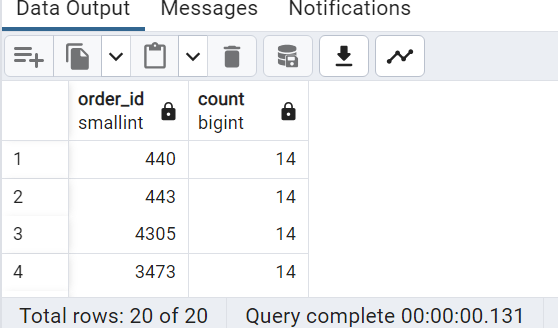 Data Output Messages Notifications
order_id count
smallint bigint
1 440 14
2 443 14
3 4305 14
4 3473 14
Total rows: 20 of 20 Query complete 00:00:00.131